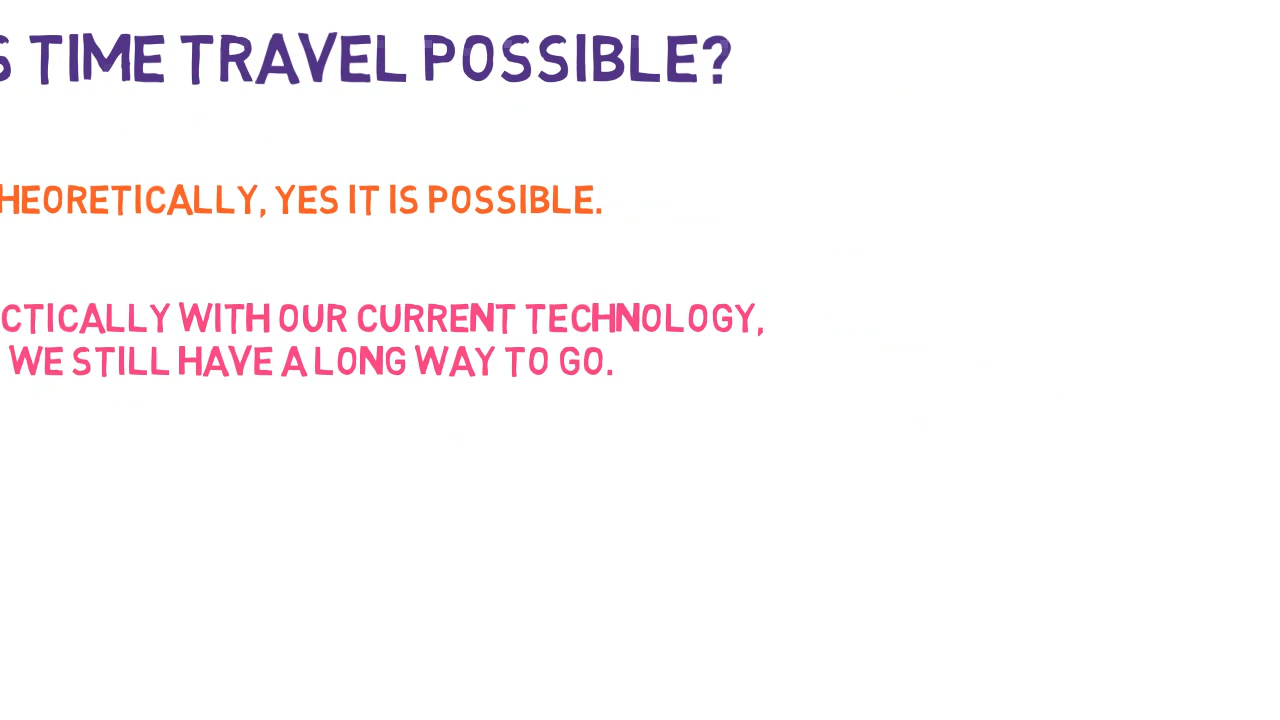 S TIME TRAVEL POSSIBLE?
HEORETICALLY, YES IT IS POSSIBLE.
CTICALLY WITH OUR CURRENT TECHNOLOGY,
WE STILL HAVE A LONG WAY TO GO.